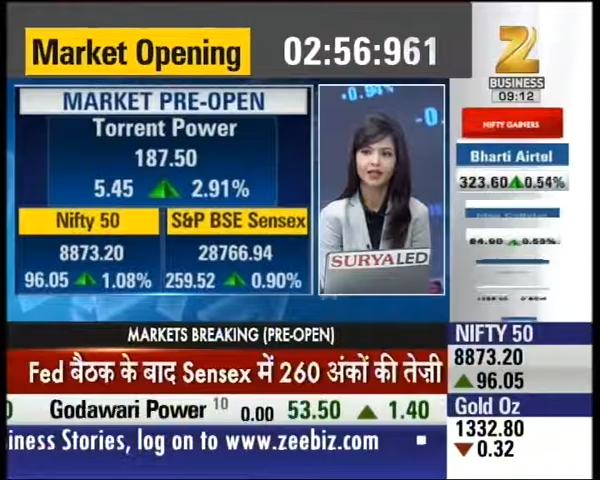 Market Opening
02:56:961
Z
BUSINESS
09:12
MARKET PRE-OPEN
Torrent Power
187.50
5.45 2.91%
Nifty 50
8873.20
96.05 1.08%
S&P BSE Sensex
28766.94
259.52 0.90%
SURYA LED
NIFTY GAINERS
Bharti Airtel
323.60 0.54%
MARKETS BREAKING (PRE-OPEN)
Fed बैठक के बाद Sensex में 260 अंकों की तेजी
NIFTY 50
8873.20
96.05
Gold Oz
1332.80
0.32
Godawari Power 10 0.00 53.50 1.40
iness Stories, log on to www.zeebiz.com